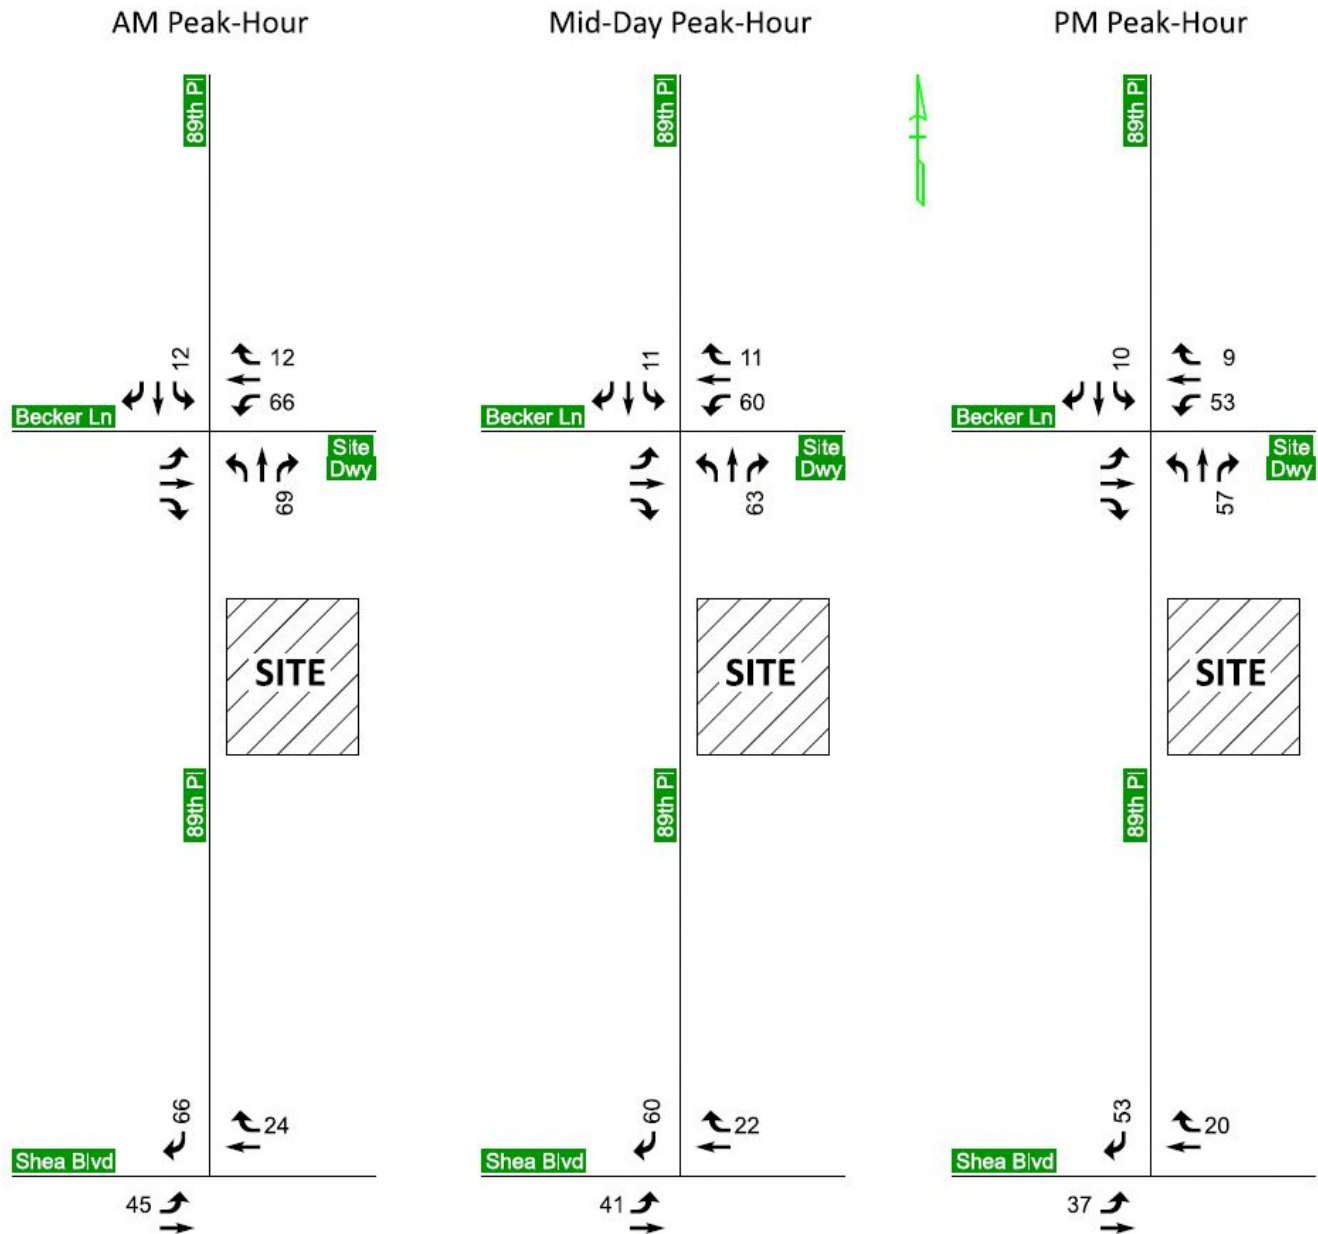 AM Peak-Hour
Mid-Day Peak-Hour
PM Peak-Hour
89th Pl
89th Pl
89th Pl
12
12
66
Becker Ln
Site
Dwy
69
11
11
60
Becker Ln
Site
Dwy
63
10
9
53
Becker Ln
Site
Dwy
57
SITE
SITE
SITE
89th Pl
89th Pl
89th Pl
66
24
Shea Blvd
45
60
22
Shea Blvd
41
53
20
Shea Blvd
37